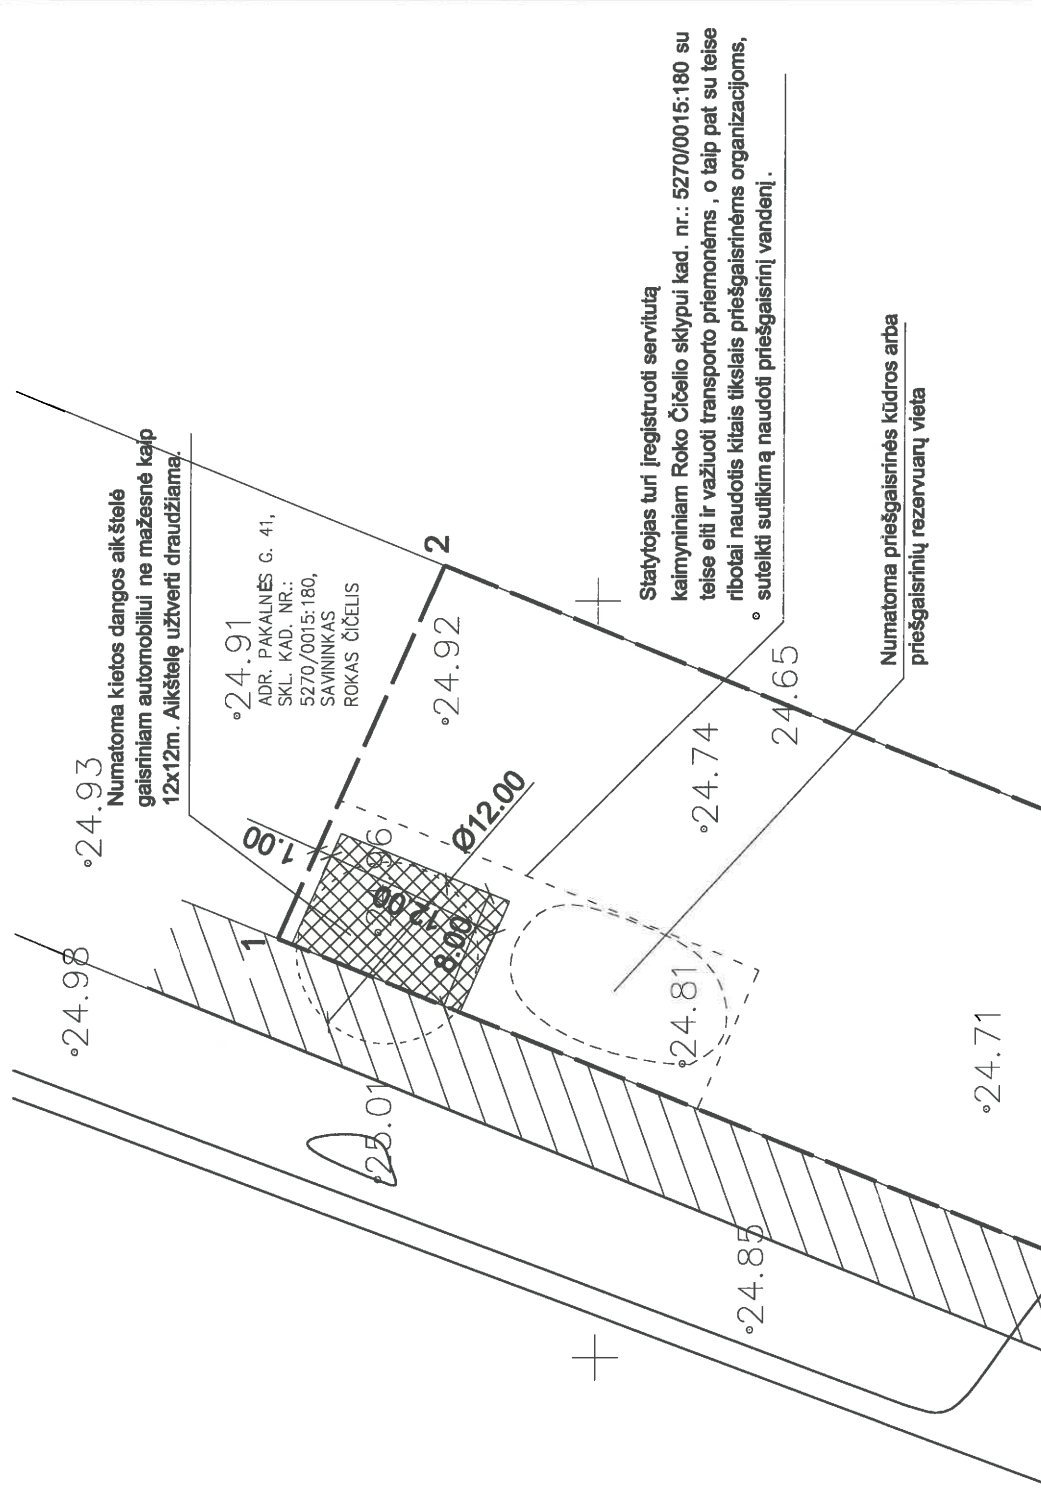 Numatoma kietos dangos aikštelė
gaisriniam automobiliui ne mažesnė kaip
12x12m. Aikštelę užtverti draudžiama.
24.93
24.98
24.91
ADR. PAKALNĖS G. 41,
SKL. KAD. NR.:
5270/0015:180,
SAVININKAS
ROKAS ČIČELIS
1
2
24.92
1.00
12.00
8.00
Ø12.00
25.01
Statytojas turi įregistruoti servitutą
kaimyniniam Roko Čičelio sklypui kad. nr.: 5270/0015:180 su
teise eiti ir važiuoti transporto priemonėms , o taip pat su teise
ribotai naudotis kitais tikslais priešgaisrinėms organizacijoms,
suteikti sutikimą naudoti priešgaisrinį vandenį.
24.74
24.65
24.81
24.85
Numatoma priešgaisrinės kūdros arba
priešgaisrinių rezervuarų vieta
24.71